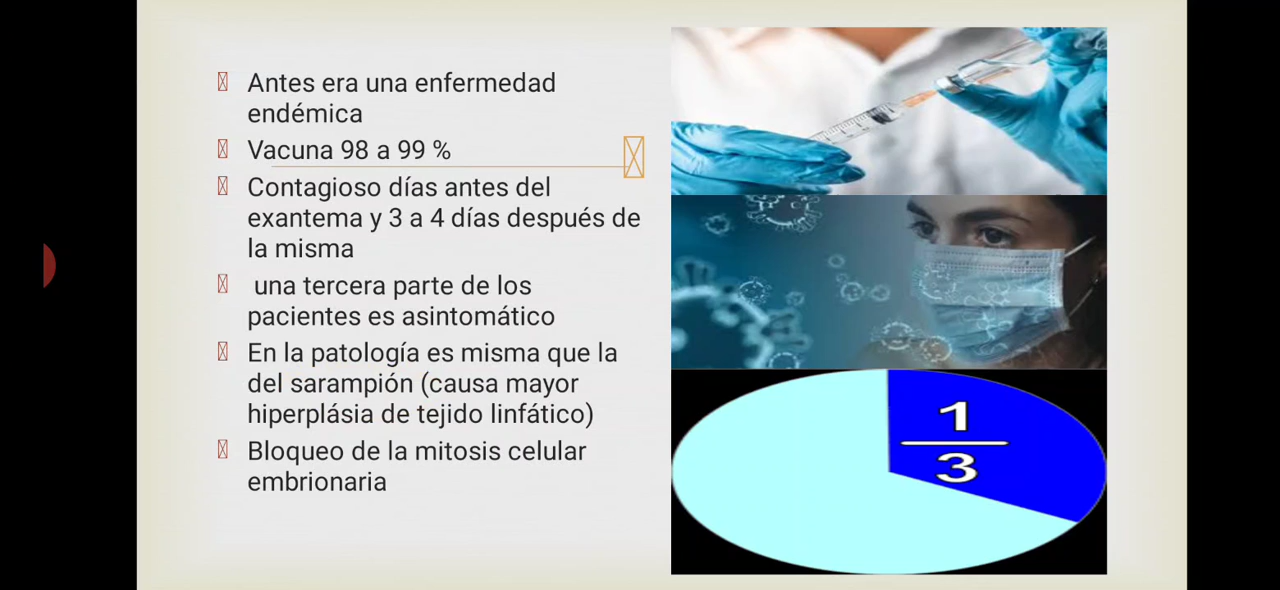 Antes era una enfermedad
endémica
Vacuna 98 a 99 %
Contagioso días antes del
exantema y 3 a 4 días después de
la misma
una tercera parte de los
pacientes es asintomático
En la patología es misma que la
del sarampión (causa mayor
hiperplásia de tejido linfático)
Bloqueo de la mitosis celular
embrionaria
1
3